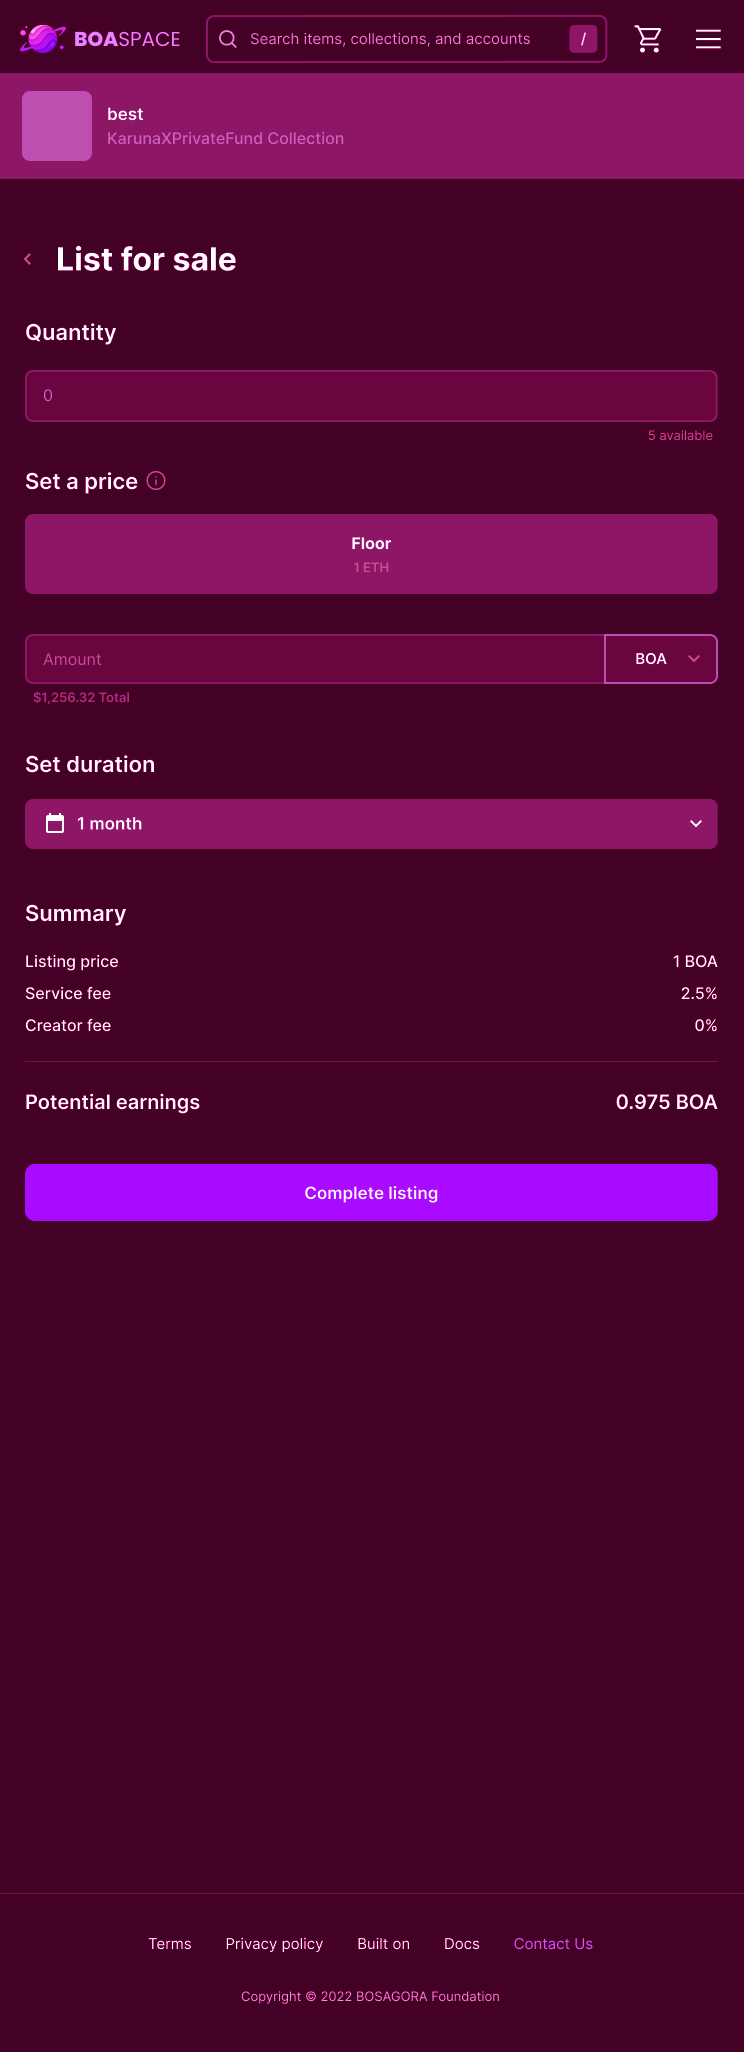 BOASPACE
Search items, collections, and accounts
/
best
KarunaXPrivateFund Collection
List for sale
Quantity
0
5 available
Set a price
Floor
1 ETH
Amount
BOA
$1,256.32 Total
Set duration
1 month
Summary
Listing price 1 BOA
Service fee 2.5%
Creator fee 0%
Potential earnings 0.975 BOA
Complete listing
Terms Privacy policy Built on Docs Contact Us
Copyright © 2022 BOSAGORA Foundation